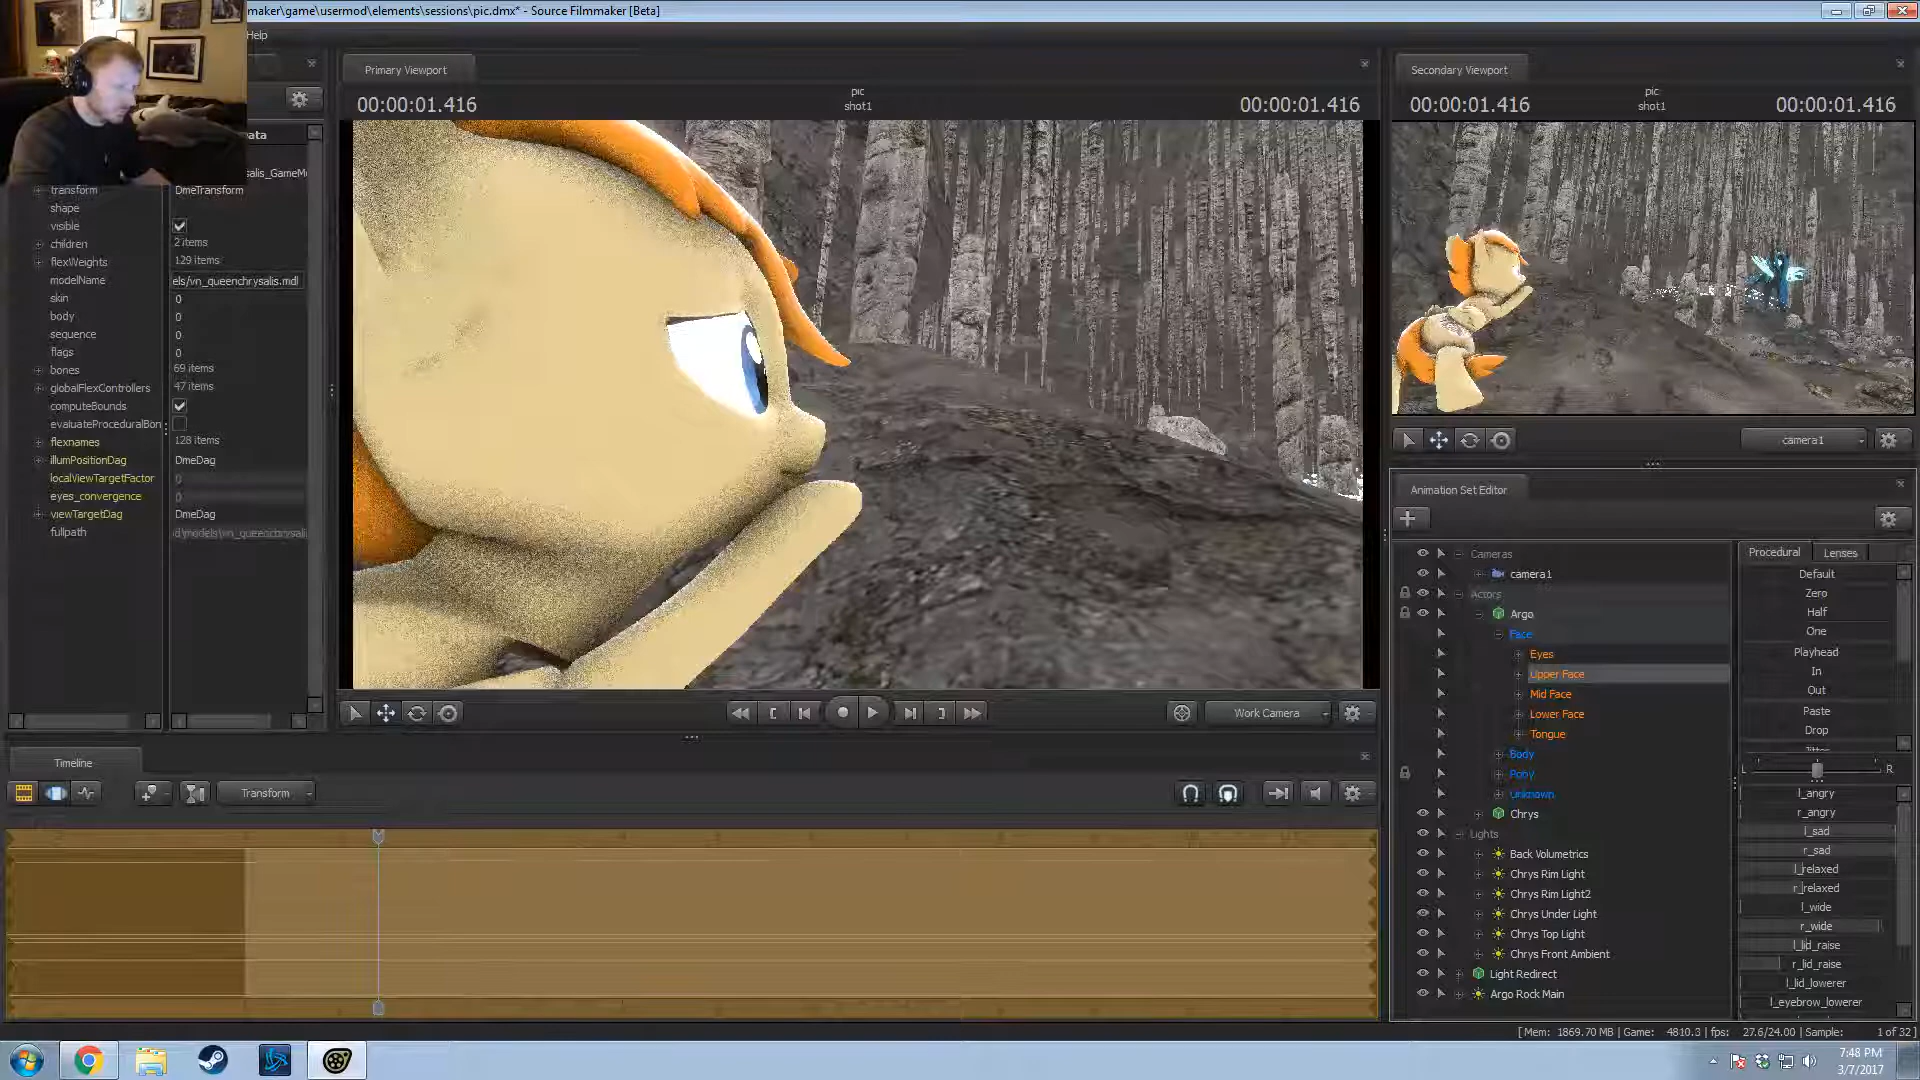 maker\game\usermod\elements\sessions\pic.dmx* - Source Filmmaker [Beta]
Help
Primary Viewport
00:00:01.416
pic
shot1
00:00:01.416
Secondary Viewport
00:00:01.416
pic
shot1
00:00:01.416
transform
DmeTransform
shape
visible
children
2 items
flexWeights
129 items
modelName
els/vn_queenchrysalis.mdl
skin
0
body
0
sequence
0
flags
0
bones
69 items
globalFlexControllers
47 items
computeBounds
evaluateProceduralBon
flexnames
128 items
illumPositionDag
DmeDag
localViewTargetFactor
0
eyes_convergence
0
viewTargetDag
DmeDag
fullpath
d\models\vn_queenchrysali
camera1
Work Camera
Animation Set Editor
Cameras
camera1
Actors
Argo
Face
Eyes
Upper Face
Mid Face
Lower Face
Tongue
Body
Pony
Unknown
Chrys
Lights
Back Volumetrics
Chrys Rim Light
Chrys Rim Light2
Chrys Under Light
Chrys Top Light
Chrys Front Ambient
Light Redirect
Argo Rock Main
Procedural
Lenses
Default
Zero
Half
One
Playhead
In
Out
Paste
Drop
L
R
l_angry
r_angry
l_sad
r_sad
l_relaxed
r_relaxed
l_wide
r_wide
l_lid_raise
r_lid_raise
l_lid_lowerer
l_eyebrow_lowerer
Timeline
Transform
[ Mem: 1869.70 MB | Game: 4810.3 | fps: 27.6/24.00 | Sample: 1 of 32 ]
7:48 PM
3/7/2017